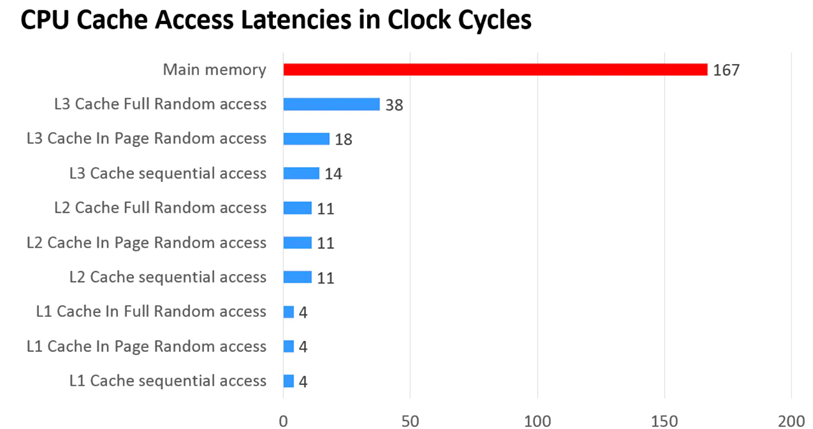 CPU Cache Access Latencies in Clock Cycles
Main memory 167
L3 Cache Full Random access 38
L3 Cache In Page Random access 18
L3 Cache sequential access 14
L2 Cache Full Random access 11
L2 Cache In Page Random access 11
L2 Cache sequential access 11
L1 Cache In Full Random access 4
L1 Cache In Page Random access 4
L1 Cache sequential access 4
0 50 100 150 200